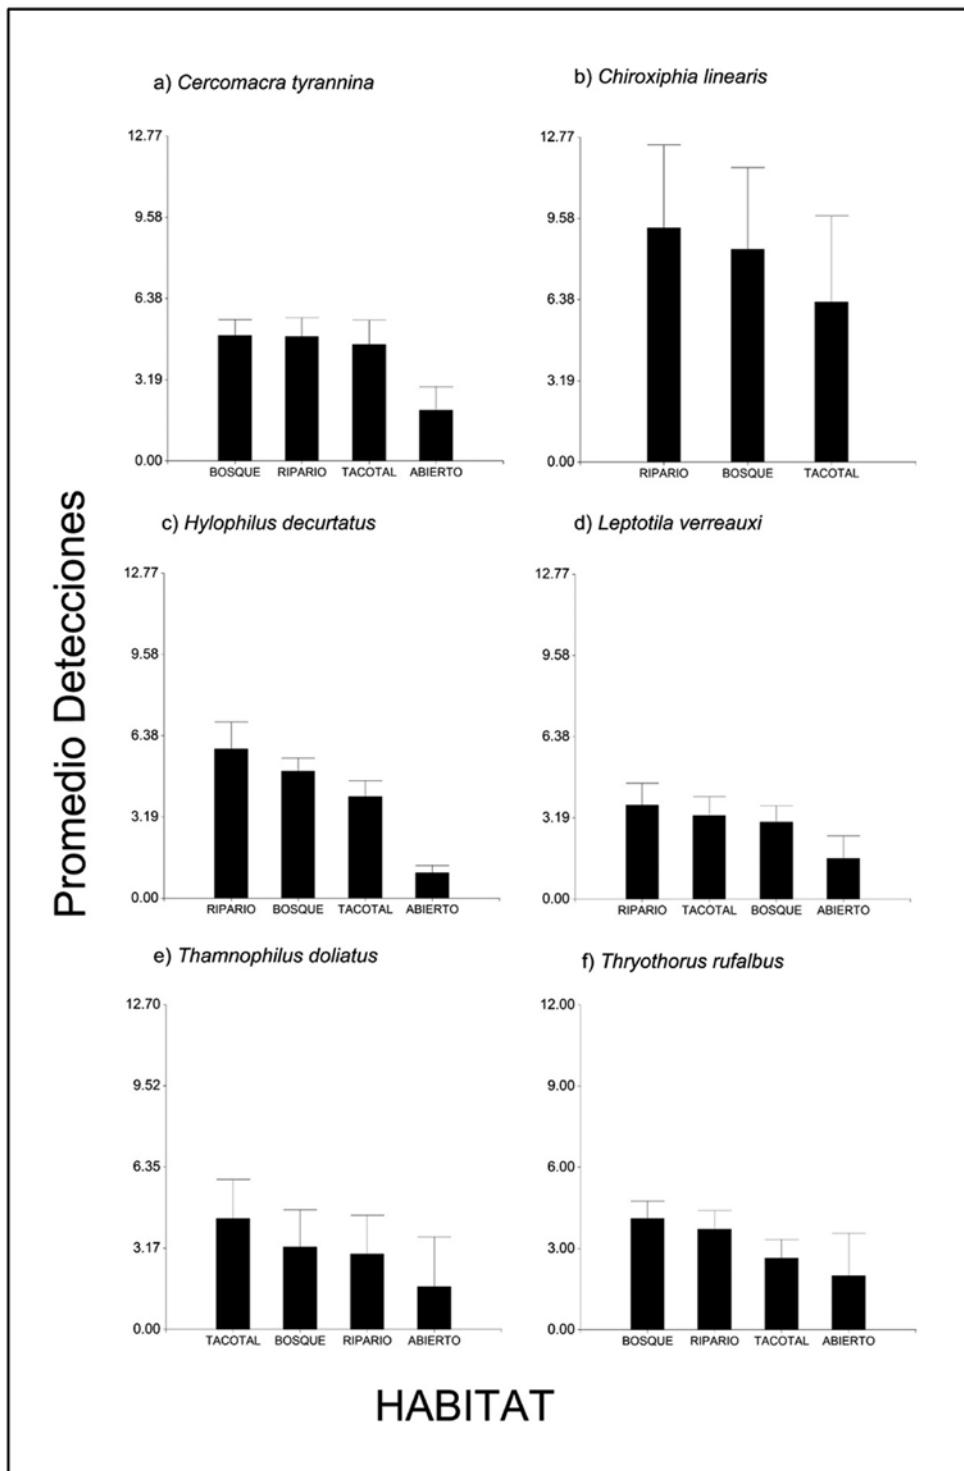 a) Cercomacra tyrannina
12.77
9.58
6.38
3.19
0.00
BOSQUE RIPARIO TACOTAL ABIERTO
b) Chiroxiphia linearis
12.77
9.58
6.38
3.19
0.00
RIPARIO BOSQUE TACOTAL
c) Hylophilus decurtatus
12.77
9.58
6.38
3.19
0.00
RIPARIO BOSQUE TACOTAL ABIERTO
d) Leptotila verreauxi
12.77
9.58
6.38
3.19
0.00
RIPARIO TACOTAL BOSQUE ABIERTO
e) Thamnophilus doliatus
12.70
9.52
6.35
3.17
0.00
TACOTAL BOSQUE RIPARIO ABIERTO
f) Thryothorus rufalbus
12.00
9.00
6.00
3.00
0.00
BOSQUE RIPARIO TACOTAL ABIERTO
Promedio Detecciones
HABITAT